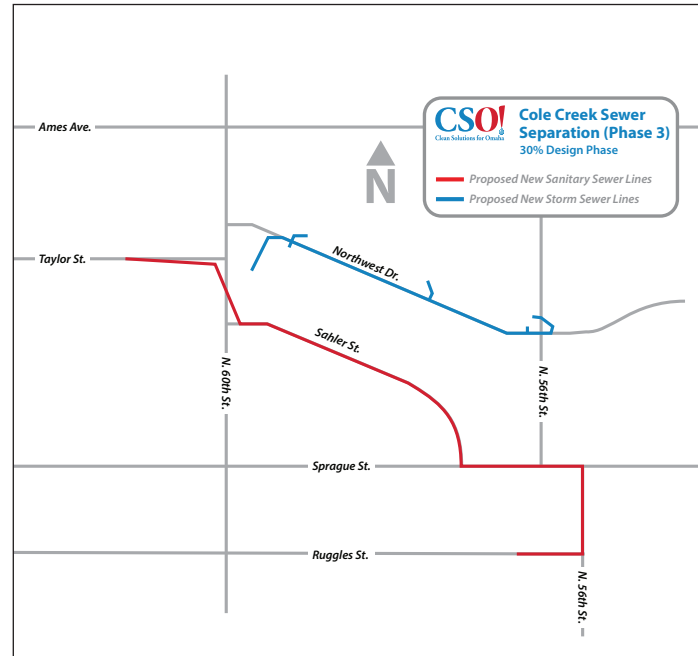 Ames Ave.
CSO!
Clean Solutions for Omaha
Cole Creek Sewer
Separation (Phase 3)
30% Design Phase
Proposed New Sanitary Sewer Lines
Proposed New Storm Sewer Lines
N
Taylor St.
Northwest Dr.
Sahler St.
N. 60th St.
N. 56th St.
Sprague St.
Ruggles St.
N. 56th St.